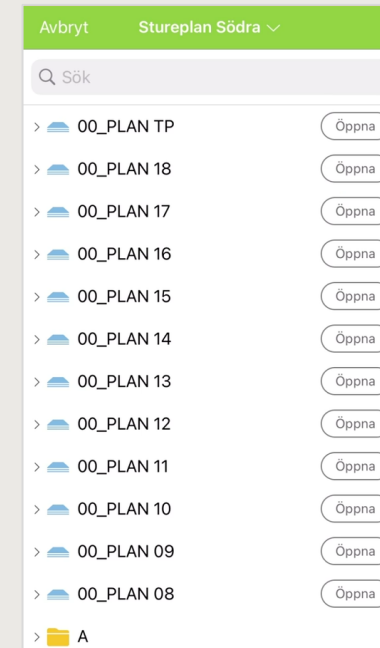 Avbryt Stureplan Södra
Sök
00_PLAN TP Öppna
00_PLAN 18 Öppna
00_PLAN 17 Öppna
00_PLAN 16 Öppna
00_PLAN 15 Öppna
00_PLAN 14 Öppna
00_PLAN 13 Öppna
00_PLAN 12 Öppna
00_PLAN 11 Öppna
00_PLAN 10 Öppna
00_PLAN 09 Öppna
00_PLAN 08 Öppna
A